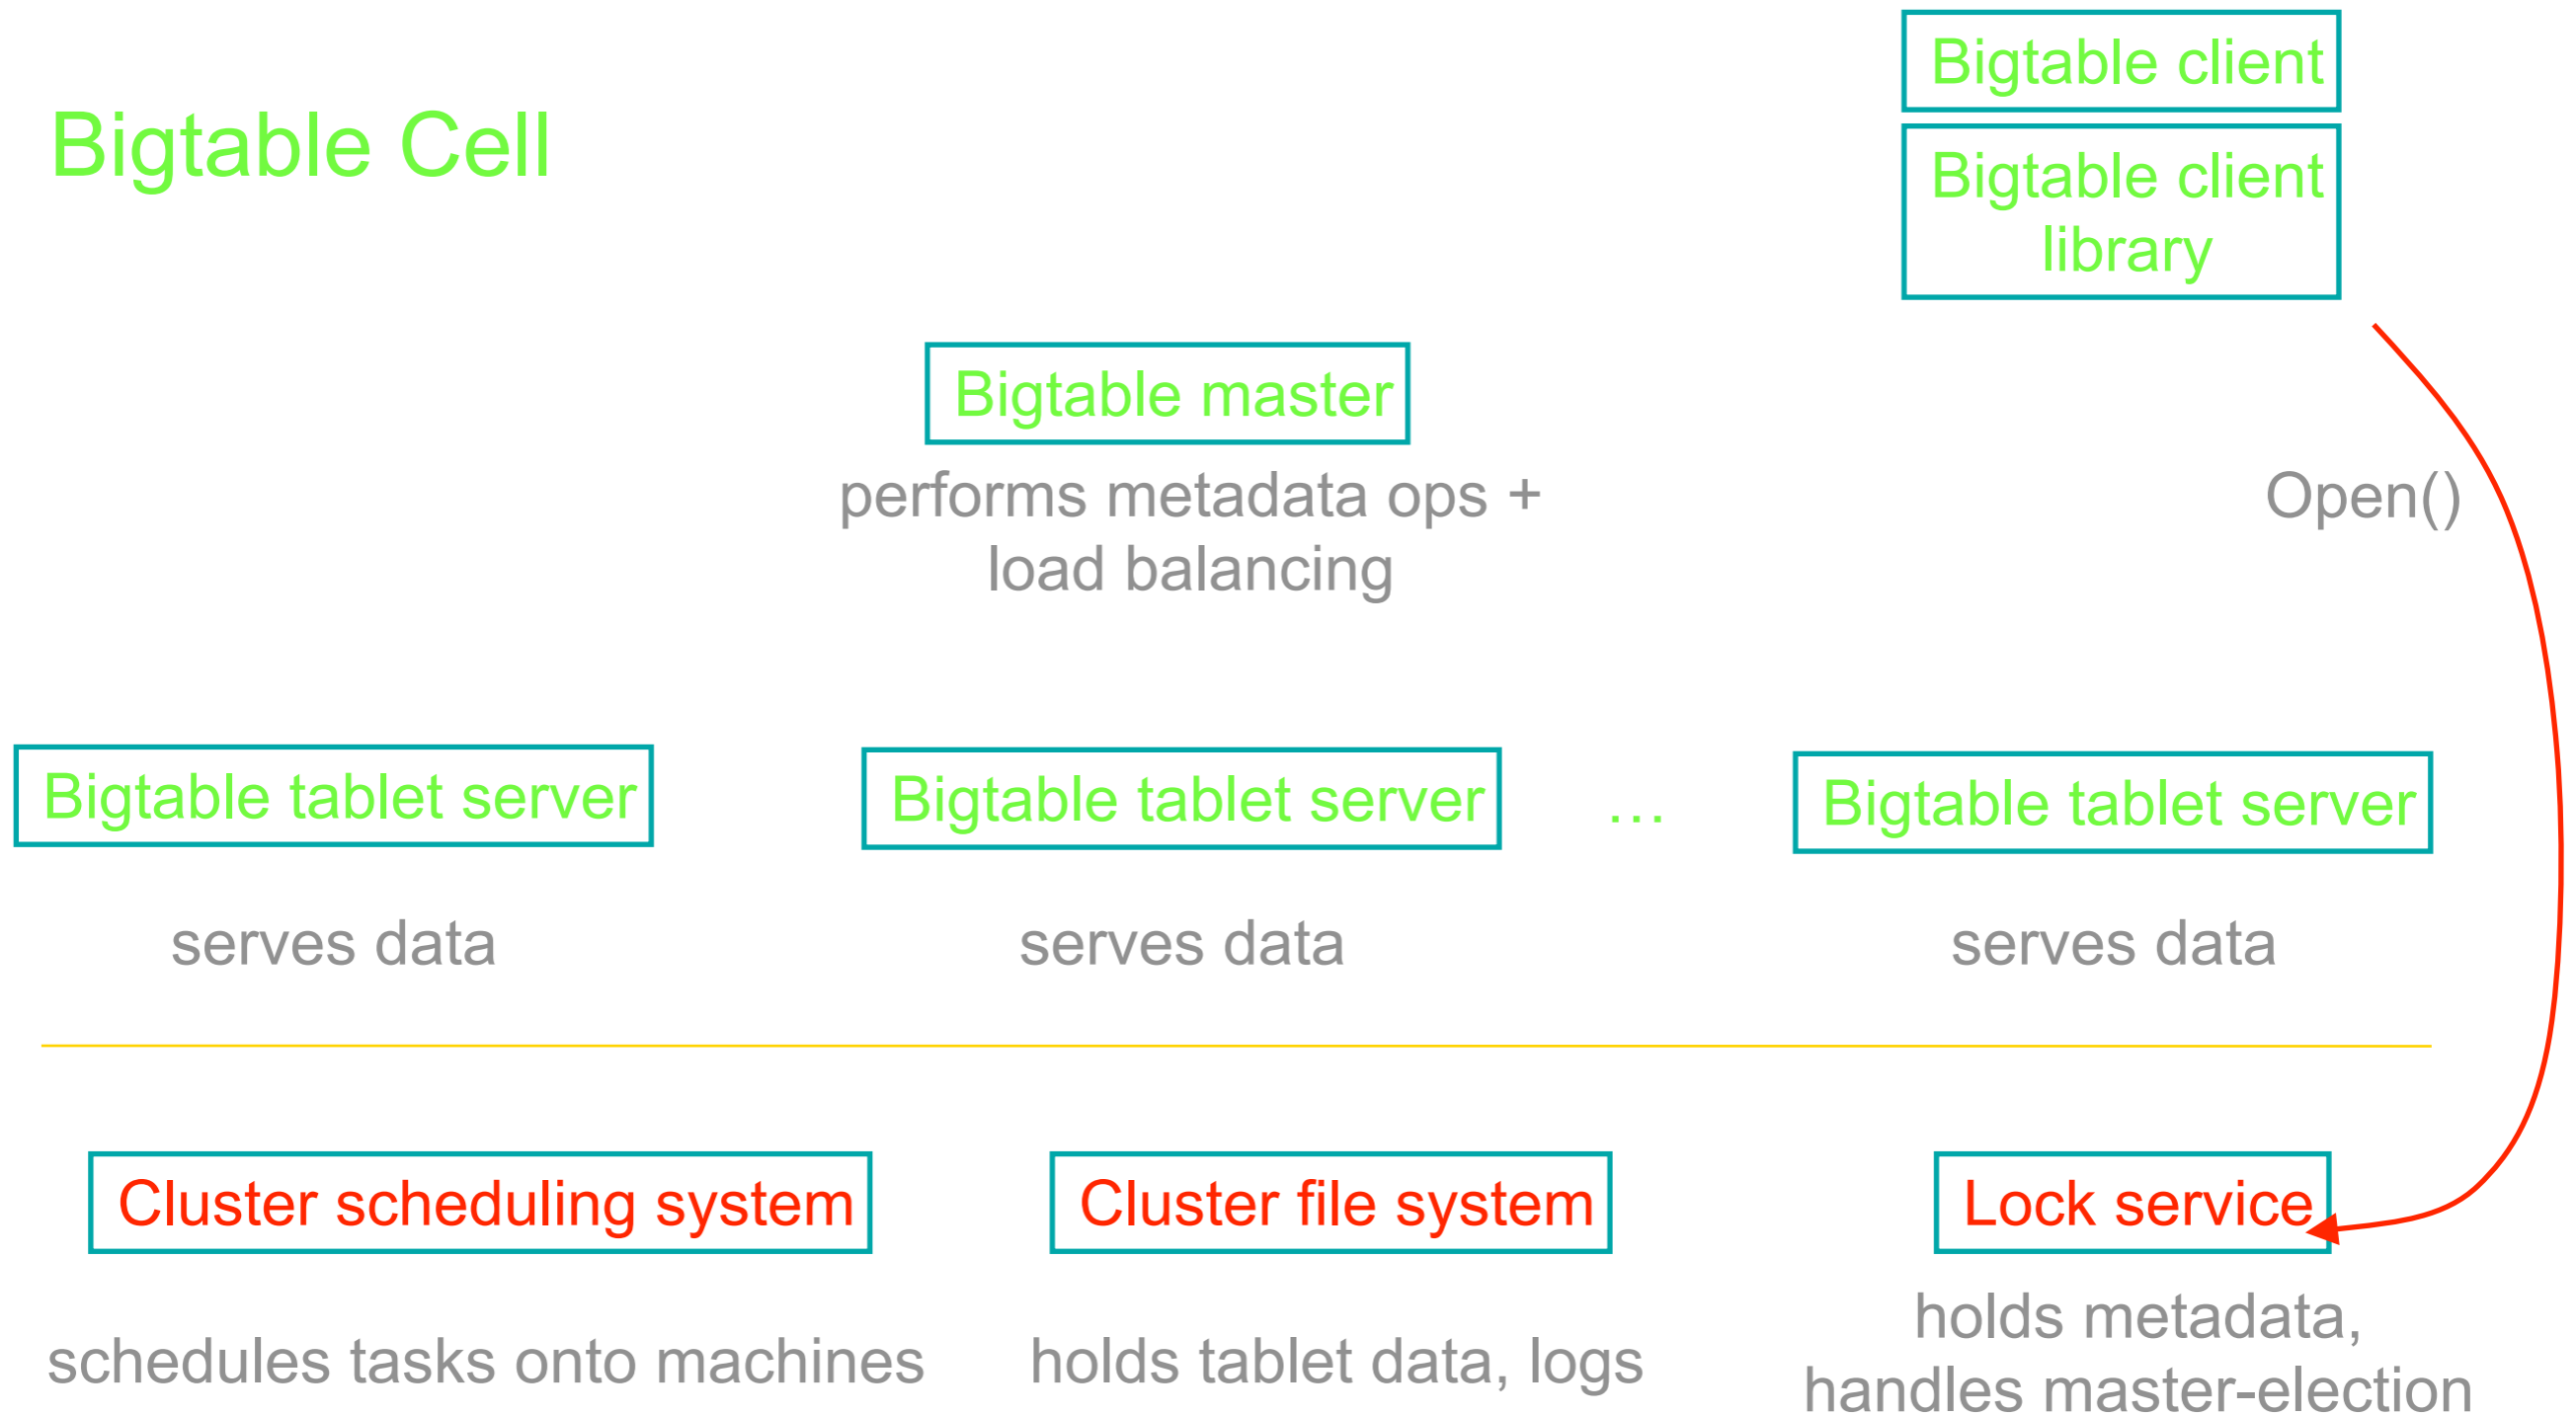 Bigtable Cell
Bigtable client
Bigtable client
library
Bigtable master
performs metadata ops +
load balancing
Open()
Bigtable tablet server
Bigtable tablet server
…
Bigtable tablet server
serves data
serves data
serves data
Cluster scheduling system
Cluster file system
Lock service
schedules tasks onto machines
holds tablet data, logs
holds metadata,
handles master-election